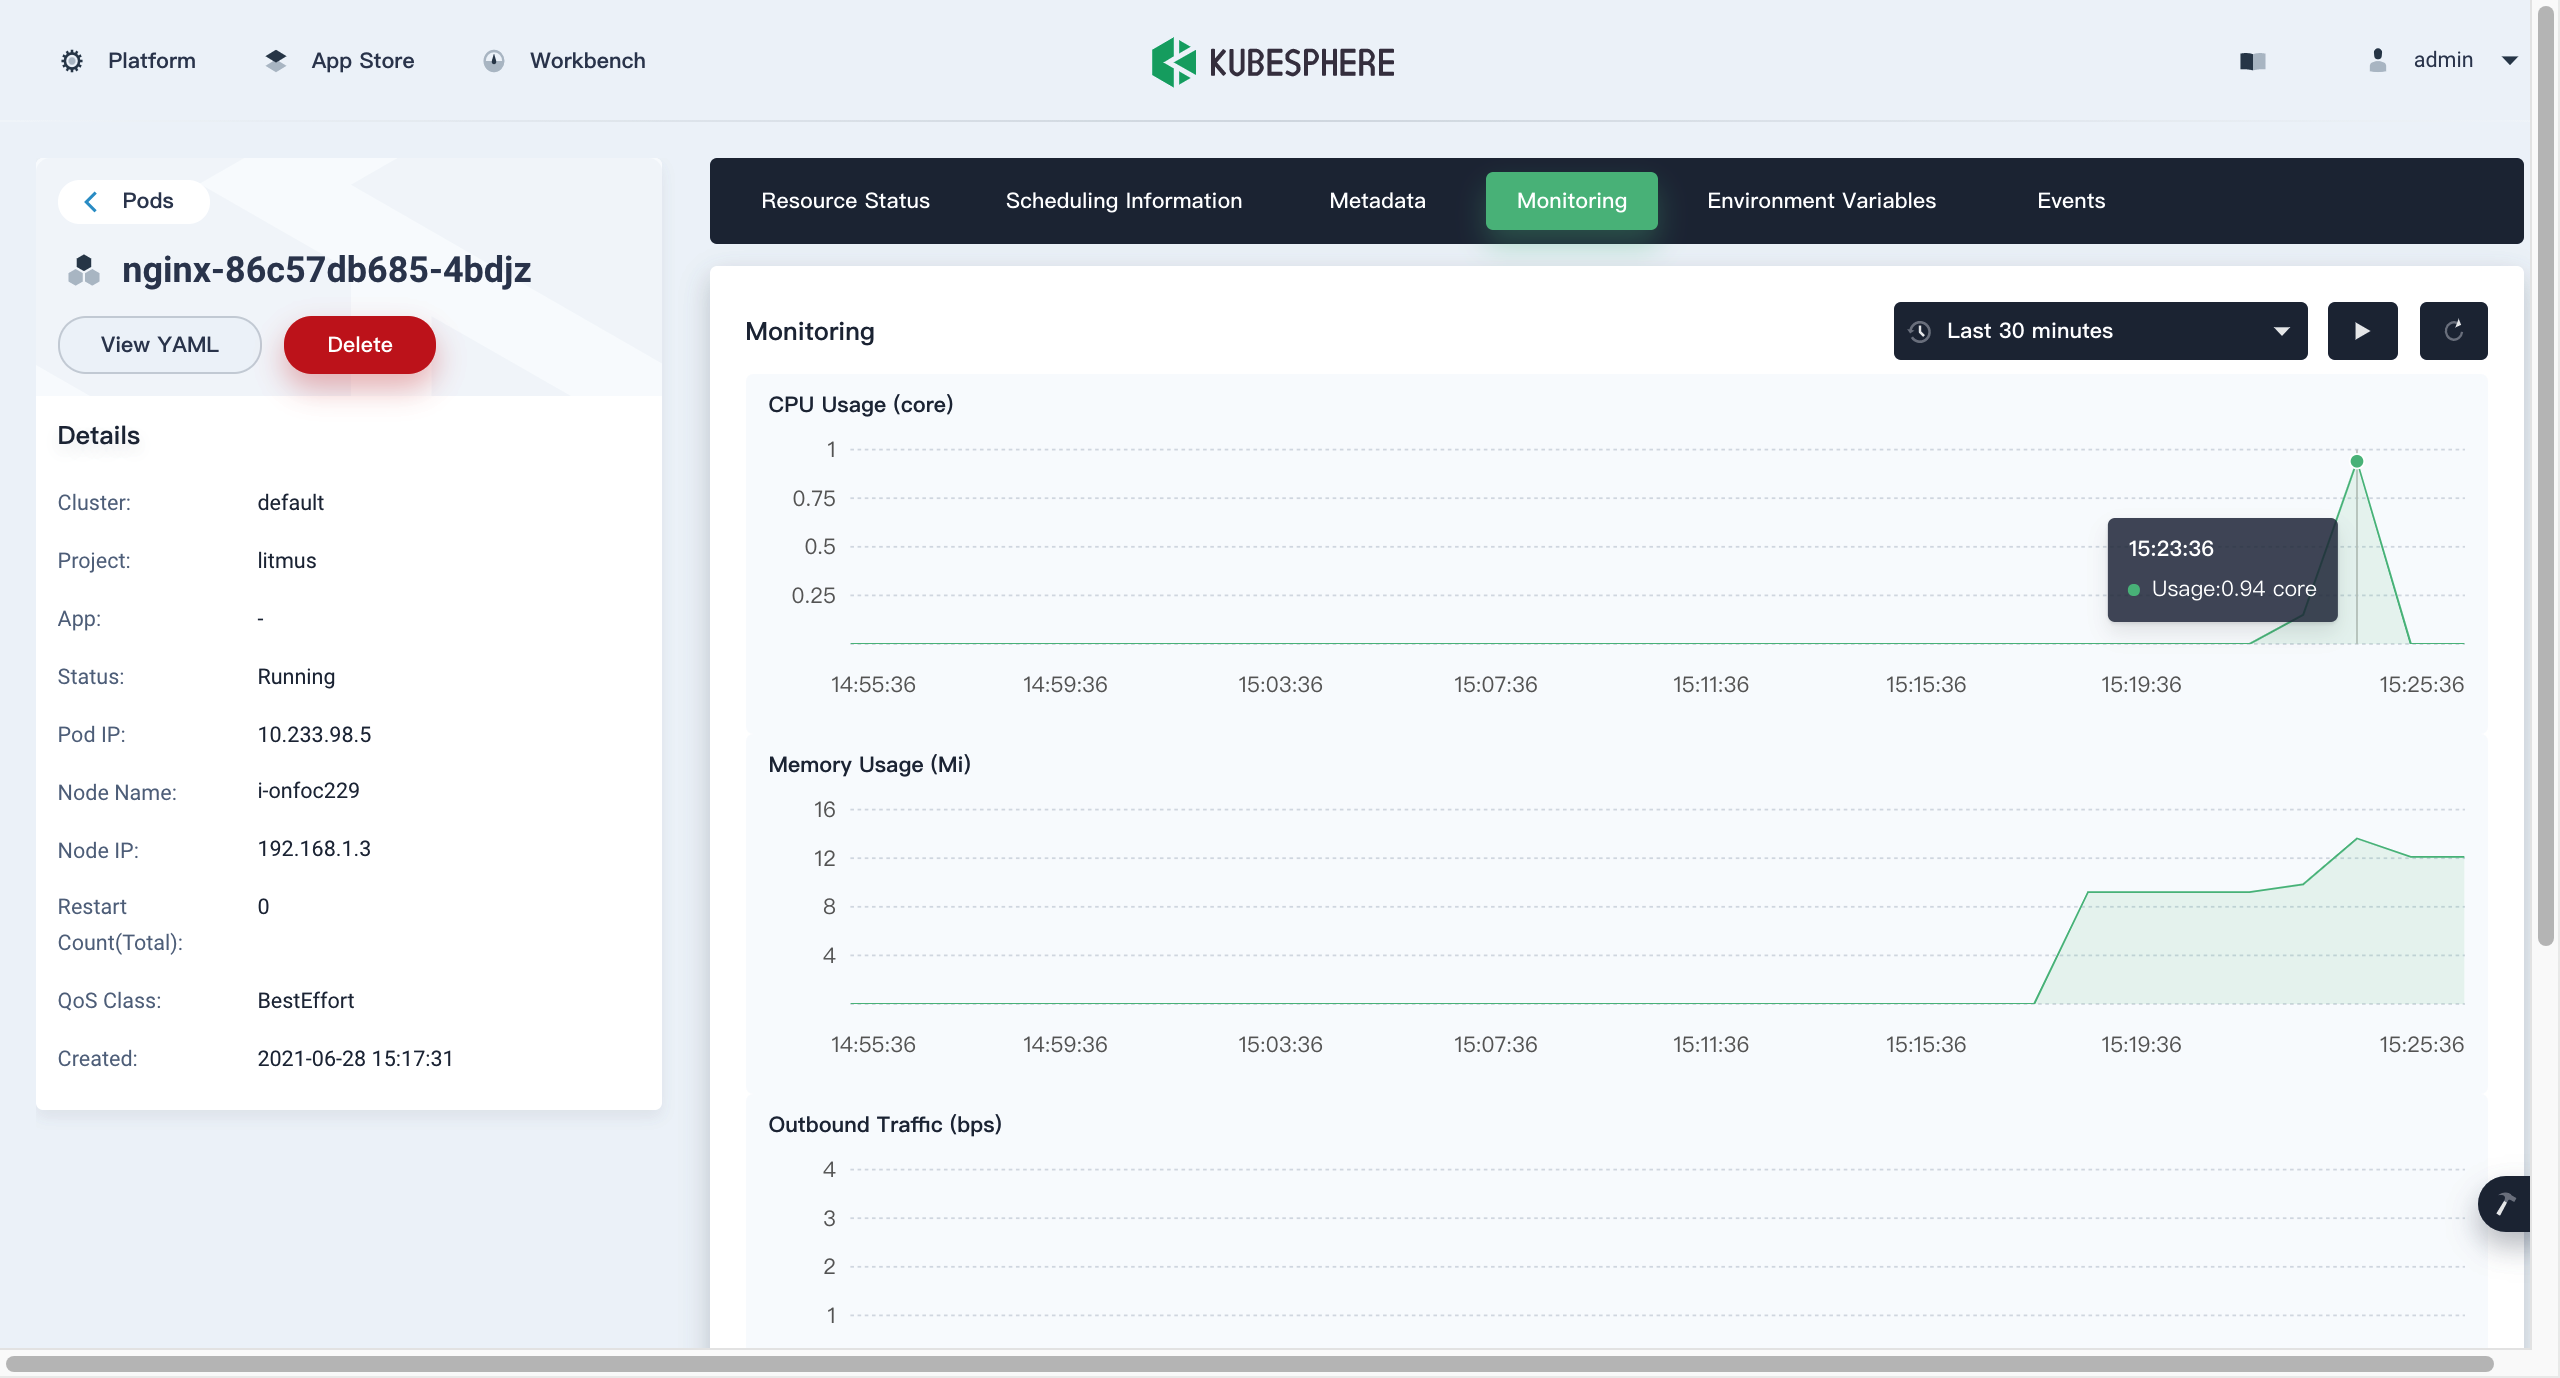 Platform
App Store
Workbench
KUBESPHERE
admin
Pods
nginx-86c57db685-4bdjz
View YAML
Delete
Details
Cluster: default
Project: litmus
App: -
Status: Running
Pod IP: 10.233.98.5
Node Name: i-onfoc229
Node IP: 192.168.1.3
Restart 0
Count(Total):
QoS Class: BestEffort
Created: 2021-06-28 15:17:31
Resource Status
Scheduling Information
Metadata
Monitoring
Environment Variables
Events
Monitoring
Last 30 minutes
CPU Usage (core)
1
0.75
0.5
0.25
15:23:36
Usage:0.94 core
14:55:36 14:59:36 15:03:36 15:07:36 15:11:36 15:15:36 15:19:36 15:25:36
Memory Usage (Mi)
16
12
8
4
14:55:36 14:59:36 15:03:36 15:07:36 15:11:36 15:15:36 15:19:36 15:25:36
Outbound Traffic (bps)
4
3
2
1